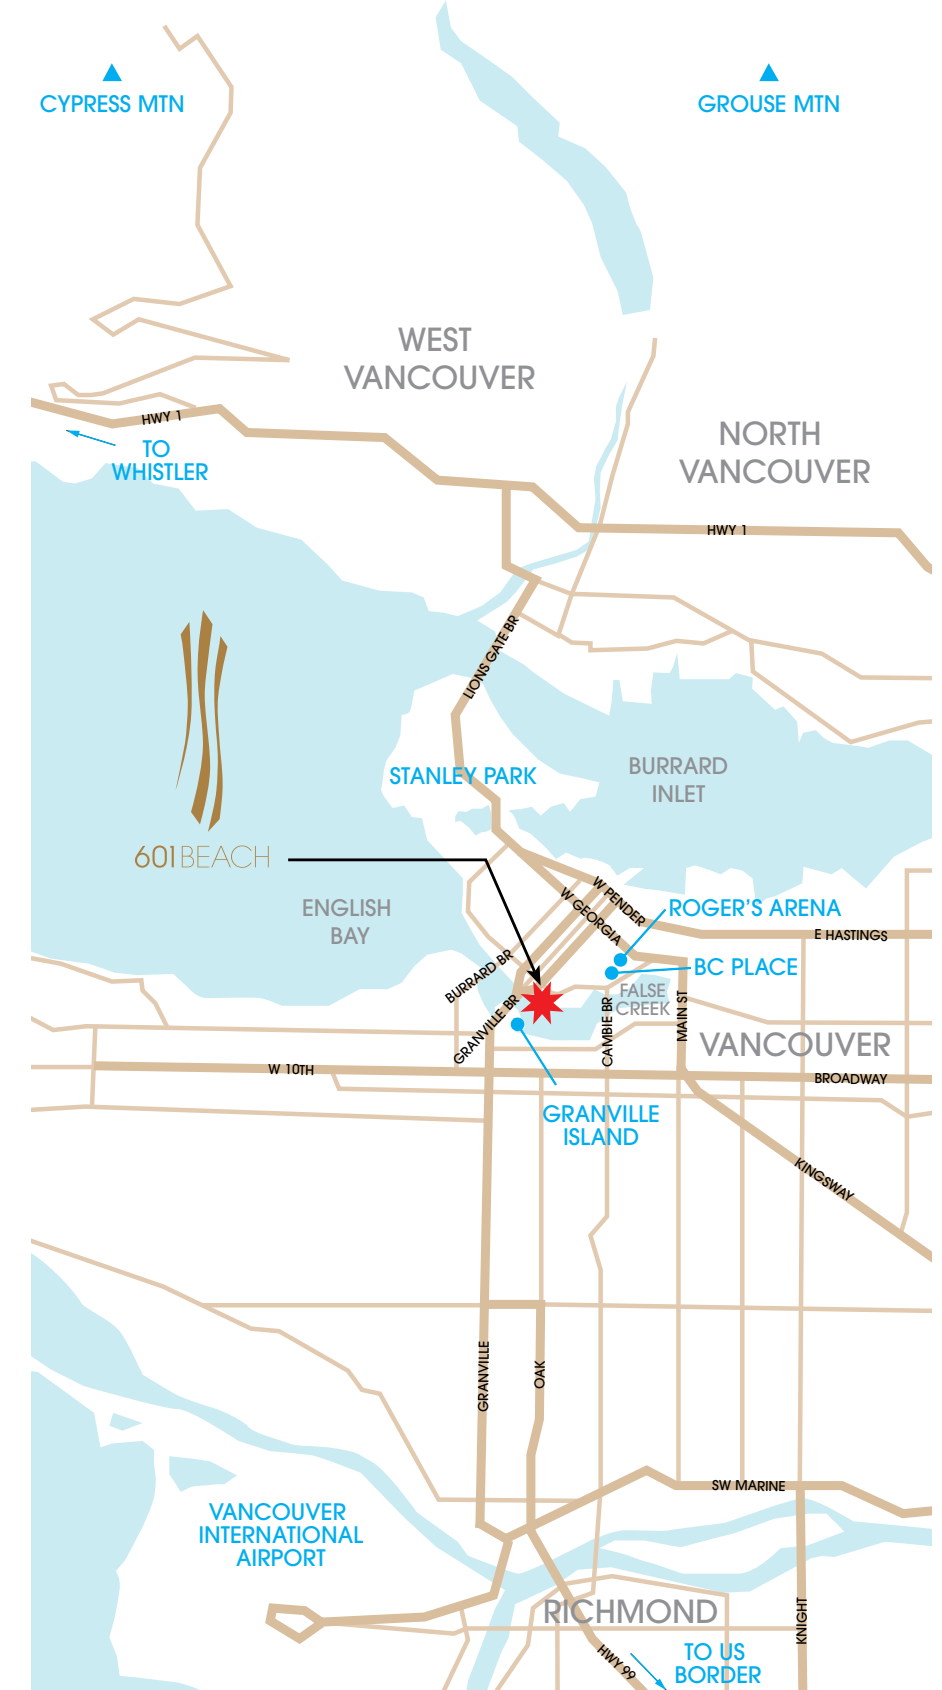 CYPRESS MTN
GROUSE MTN
WEST
VANCOUVER
HWY 1
TO
WHISTLER
NORTH
VANCOUVER
HWY 1
LIONS GATE BR
STANLEY PARK
BURRARD
INLET
601BEACH
ENGLISH
BAY
W PENDER
W GEORGIA
ROGER'S ARENA
E HASTINGS
BC PLACE
BURRARD BR
GRANVILLE BR
FALSE
CREEK
CAMBIE BR
MAIN ST
VANCOUVER
W 10TH
BROADWAY
GRANVILLE
ISLAND
KINGSWAY
GRANVILLE
OAK
SW MARINE
VANCOUVER
INTERNATIONAL
AIRPORT
RICHMOND
KNIGHT
HWY 99
TO US
BORDER